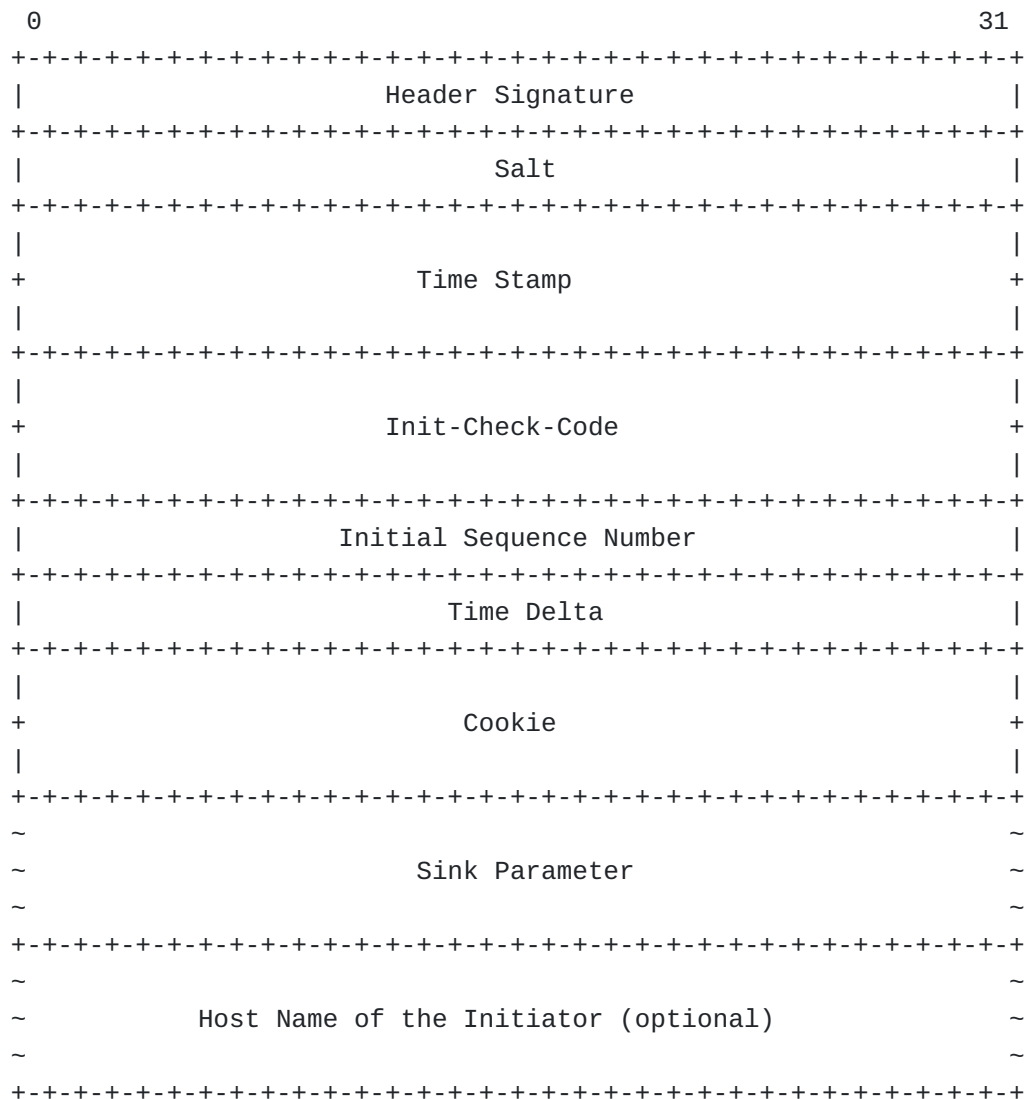 0                                                            31
+-+-+-+-+-+-+-+-+-+-+-+-+-+-+-+-+-+-+-+-+-+-+-+-+-+-+-+-+-+-+-+-+
|                       Header Signature                        |
+-+-+-+-+-+-+-+-+-+-+-+-+-+-+-+-+-+-+-+-+-+-+-+-+-+-+-+-+-+-+-+-+
|                              Salt                             |
+-+-+-+-+-+-+-+-+-+-+-+-+-+-+-+-+-+-+-+-+-+-+-+-+-+-+-+-+-+-+-+-+
|                                                               |
+                         Time Stamp                            +
|                                                               |
+-+-+-+-+-+-+-+-+-+-+-+-+-+-+-+-+-+-+-+-+-+-+-+-+-+-+-+-+-+-+-+-+
|                                                               |
+                       Init-Check-Code                         +
|                                                               |
+-+-+-+-+-+-+-+-+-+-+-+-+-+-+-+-+-+-+-+-+-+-+-+-+-+-+-+-+-+-+-+-+
|                    Initial Sequence Number                    |
+-+-+-+-+-+-+-+-+-+-+-+-+-+-+-+-+-+-+-+-+-+-+-+-+-+-+-+-+-+-+-+-+
|                           Time Delta                          |
+-+-+-+-+-+-+-+-+-+-+-+-+-+-+-+-+-+-+-+-+-+-+-+-+-+-+-+-+-+-+-+-+
|                                                               |
+                            Cookie                             +
|                                                               |
+-+-+-+-+-+-+-+-+-+-+-+-+-+-+-+-+-+-+-+-+-+-+-+-+-+-+-+-+-+-+-+-+
~                                                               ~
~                         Sink Parameter                        ~
~                                                               ~
+-+-+-+-+-+-+-+-+-+-+-+-+-+-+-+-+-+-+-+-+-+-+-+-+-+-+-+-+-+-+-+-+
~                                                               ~
~           Host Name of the Initiator (optional)               ~
~                                                               ~
+-+-+-+-+-+-+-+-+-+-+-+-+-+-+-+-+-+-+-+-+-+-+-+-+-+-+-+-+-+-+-+-+